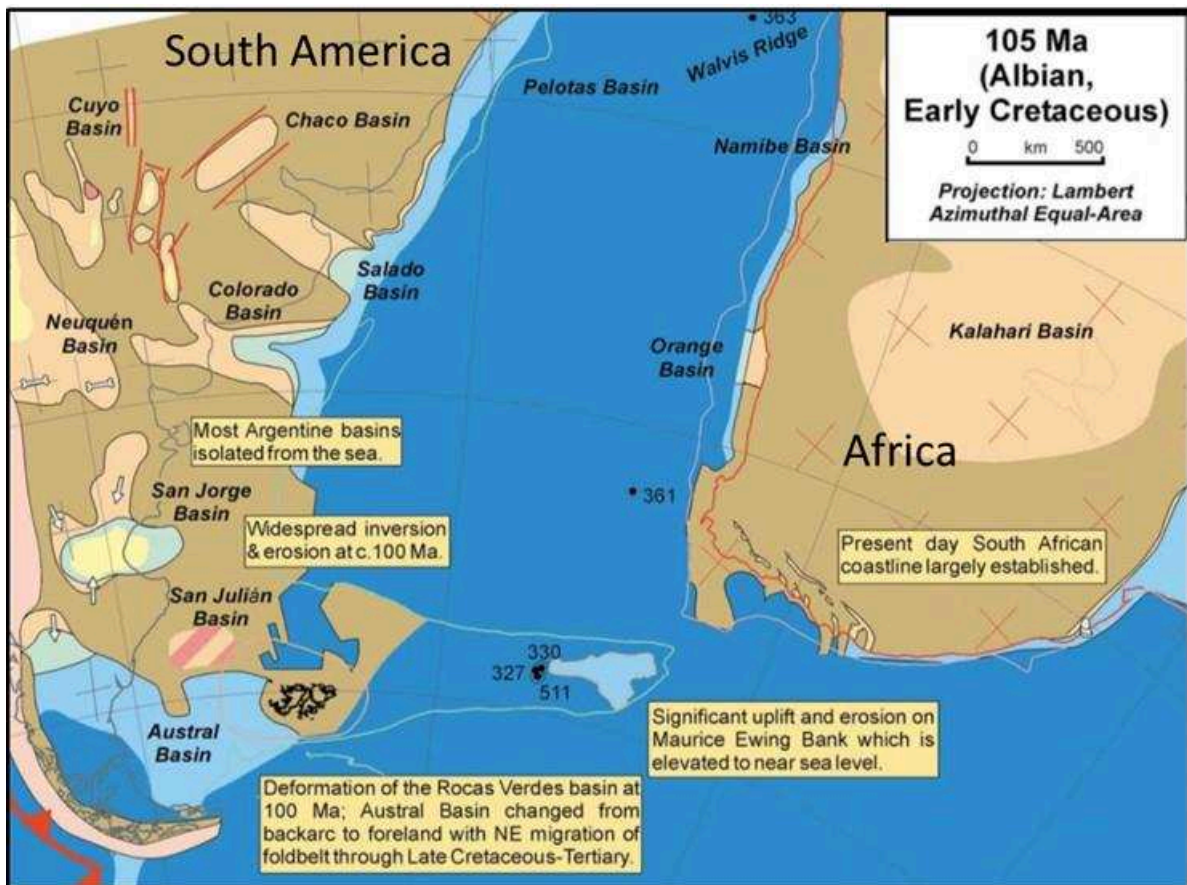 South America
363
Walvis Ridge
Pelotas Basin
105 Ma
(Albian,
Early Cretaceous)
0 km 500
Projection: Lambert
Azimuthal Equal-Area
Cuyo
Basin
Chaco Basin
Namibe Basin
Salado
Basin
Colorado
Basin
Neuquén
Basin
Orange
Basin
Kalahari Basin
Most Argentine basins
isolated from the sea.
Africa
San Jorge
Basin
361
Widespread inversion
& erosion at c.100 Ma.
Present day South African
coastline largely established.
San Julián
Basin
330
327
511
Austral
Basin
Significant uplift and erosion on
Maurice Ewing Bank which is
elevated to near sea level.
Deformation of the Rocas Verdes basin at
100 Ma; Austral Basin changed from
backarc to foreland with NE migration of
foldbelt through Late Cretaceous-Tertiary.